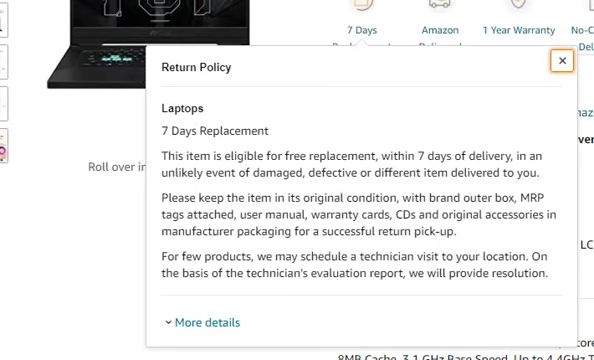 7 Days
Amazon
1 Year Warranty
No-C
Return Policy
Laptops
7 Days Replacement
This item is eligible for free replacement, within 7 days of delivery, in an
unlikely event of damaged, defective or different item delivered to you.
Please keep the item in its original condition, with brand outer box, MRP
tags attached, user manual, warranty cards, CDs and original accessories in
manufacturer packaging for a successful return pick-up.
For few products, we may schedule a technician visit to your location. On
the basis of the technician's evaluation report, we will provide resolution.
More details
Roll over in
LC
8MB Cache, 3.1 GHz Base Speed, Up to 4.4GHz T